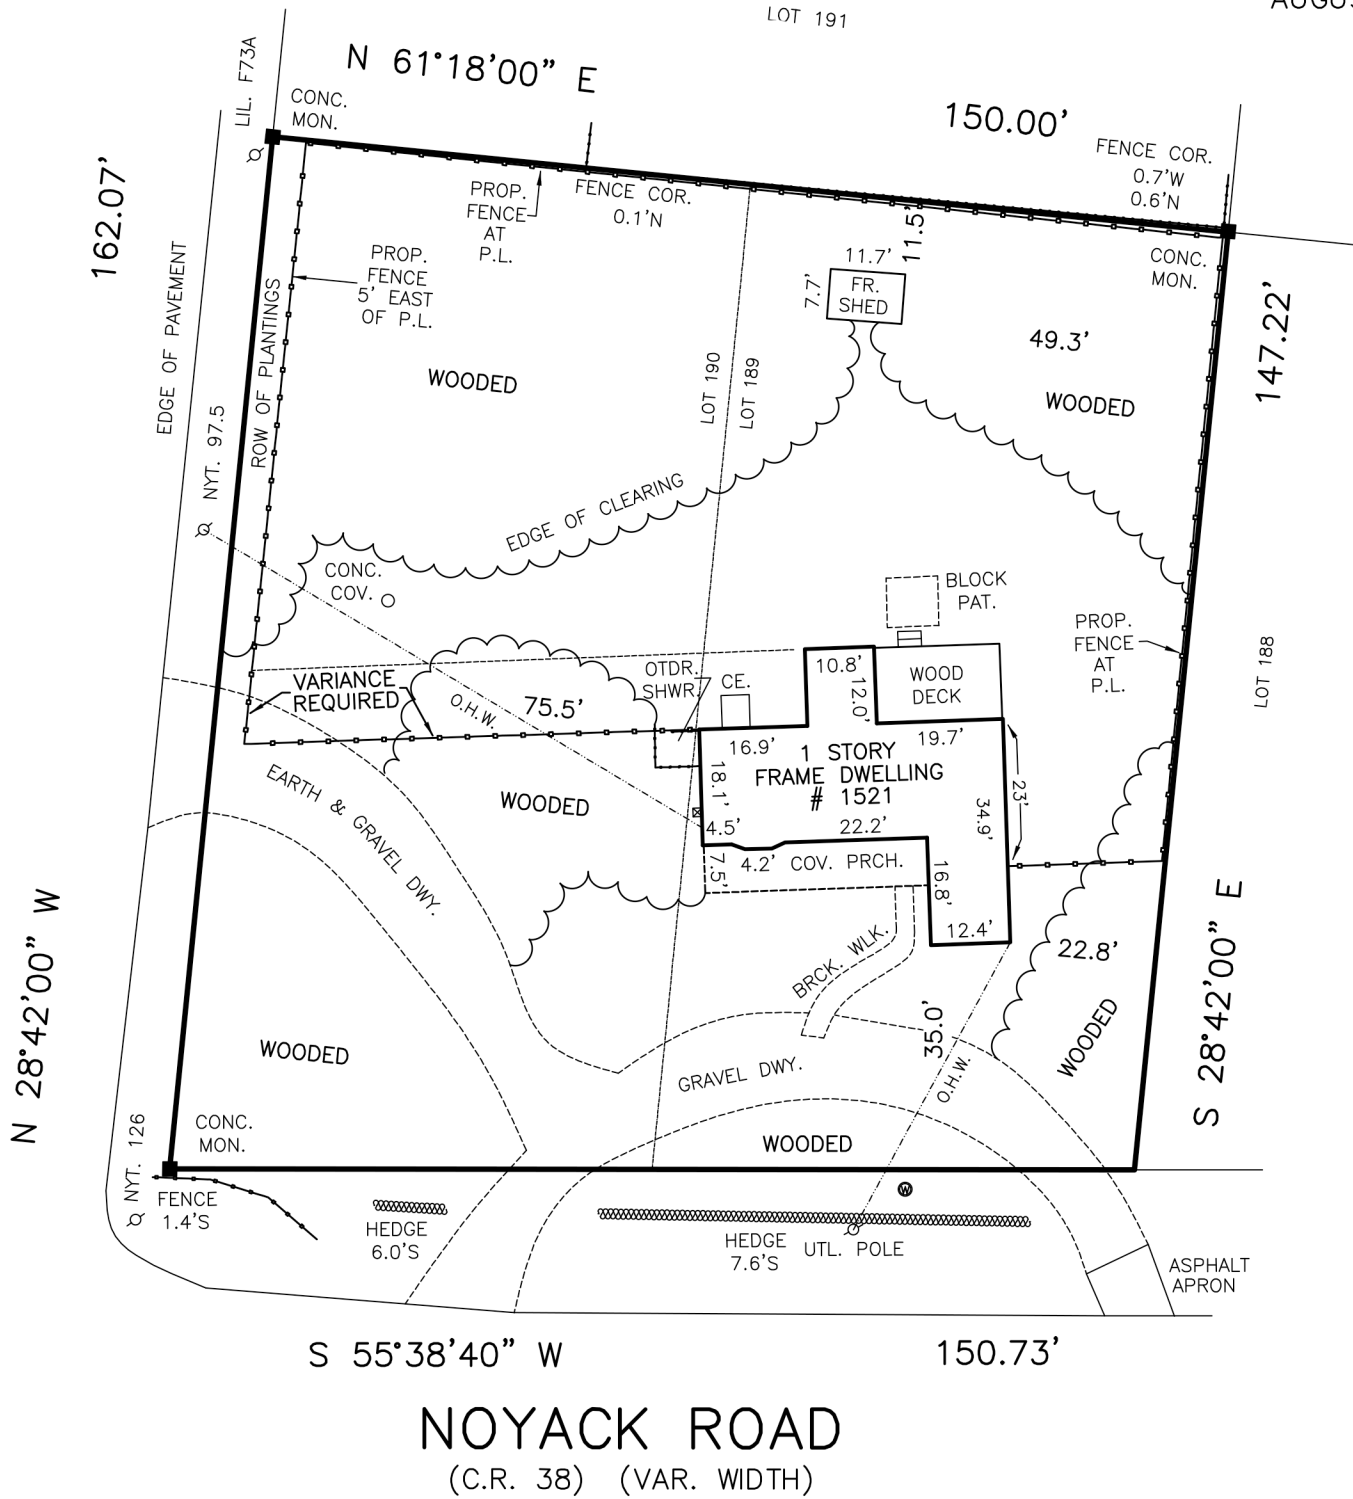 LOT 191
LIL. F73A
N 61°18'00" E
CONC.
MON.
150.00'
FENCE COR.
0.7'W
0.6'N
162.07'
PROP.
FENCE
AT
P.L.
FENCE COR.
0.1'N
11.5'
CONC.
MON.
EDGE OF PAVEMENT
ROW OF PLANTINGS
PROP.
FENCE
5' EAST
OF P.L.
11.7'
7.7'
FR.
SHED
49.3'
147.22'
WOODED
LOT 190
LOT 189
WOODED
NYT. 97.5
EDGE OF CLEARING
CONC.
COV.
BLOCK
PAT.
PROP.
FENCE
AT
P.L.
LOT 188
VARIANCE
REQUIRED
O.H.W.
75.5'
OTDR.
SHWR.
CE.
10.8'
12.0'
WOOD
DECK
16.9'
19.7'
1 STORY
FRAME DWELLING
# 1521
18.1'
34.9'
23'
EARTH & GRAVEL DWY.
WOODED
4.5'
22.2'
7.5'
4.2'
COV. PRCH.
16.8'
12.4'
22.8'
BRCK. WLK.
N 28°42'00" W
S 28°42'00" E
WOODED
35.0'
O.H.W.
WOODED
GRAVEL DWY.
NYT. 126
CONC.
MON.
WOODED
W
FENCE
1.4'S
HEDGE
6.0'S
HEDGE
7.6'S
UTL. POLE
ASPHALT
APRON
S 55°38'40" W
150.73'
NOYACK ROAD
(C.R. 38) (VAR. WIDTH)